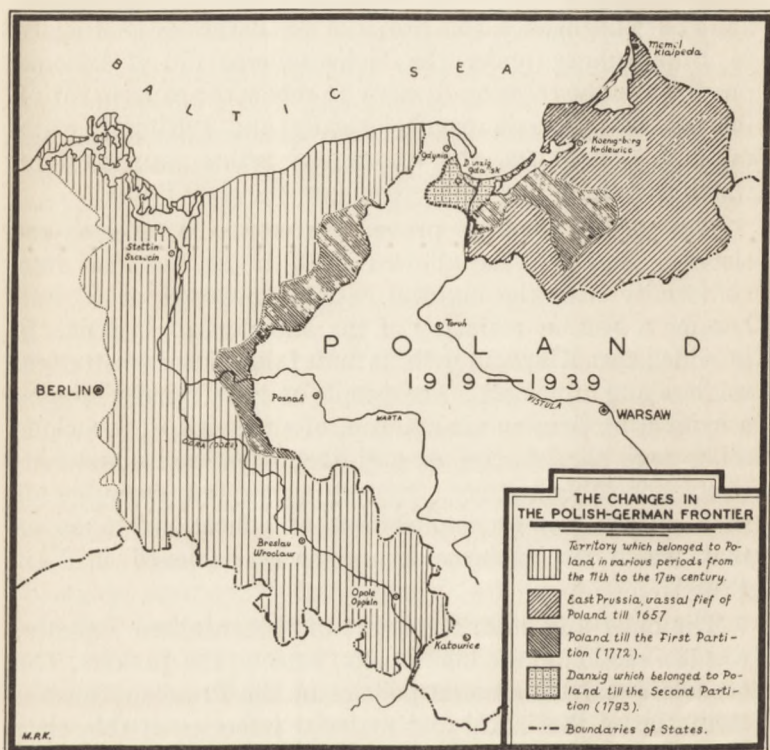 BALTIC SEA
Memel
Klaipeda
Koenigsberg
Królewice
Gdynia
Danzig
Gdańsk
Stettin
Szczecin
Toruń
POLAND
1919—1939
BERLIN
Poznań
WARTA
VISTULA
WARSAW
(ODER)
Breslau
Wrocław
Opole
Oppeln
Katowice
THE CHANGES IN
THE POLISH-GERMAN FRONTIER
Territory which belonged to Po-
land in various periods from
the 11th to the 17th century.
East Prussia, vassal fief of
Poland till 1657
Poland till the First Parti-
tion (1772).
Danzig which belonged to Po-
land till the Second Parti-
tion (1793).
Boundaries of States.
M.P.K.